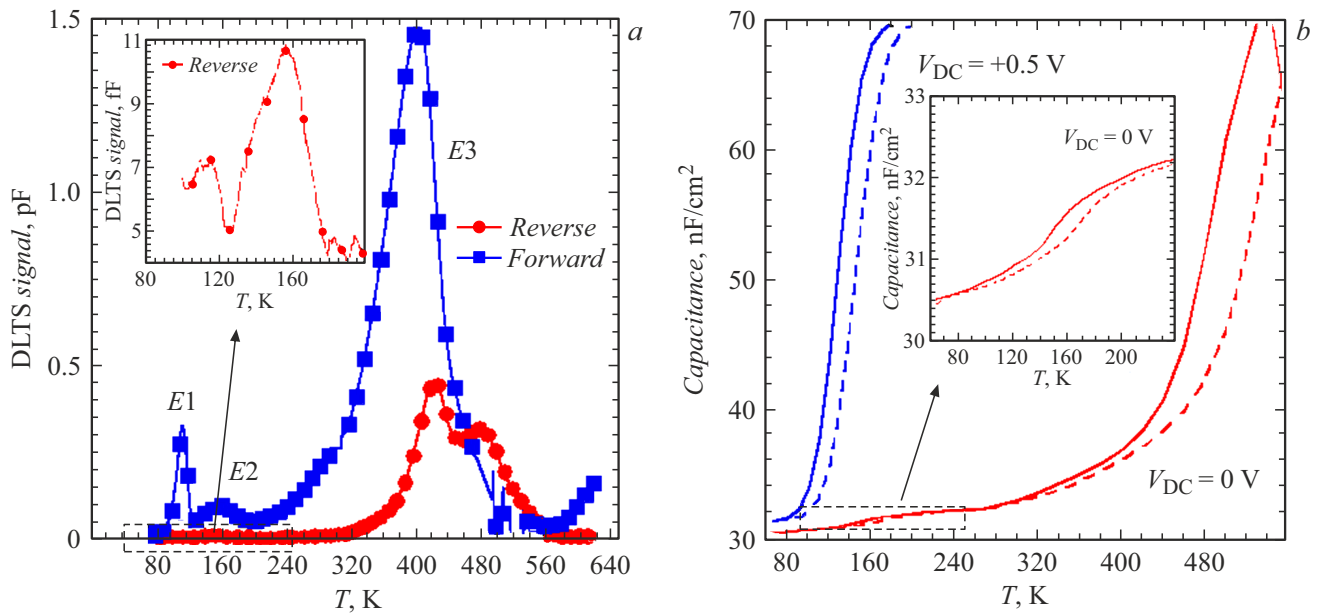 a
DLTS signal, pF
1.5
1.0
0.5
0
80 160 240 320 400 480 560 640
T, K
E1
E2
E3
Reverse
Forward
DLTS signal, fF
11
9
7
5
80 120 160
T, K
Reverse
b
Capacitance, nF/cm²
70
60
50
40
30
80 160 240 320 400 480
T, K
V_DC = +0.5 V
V_DC = 0 V
Capacitance, nF/cm²
33
32
31
30
80 120 160 200
T, K
V_DC = 0 V